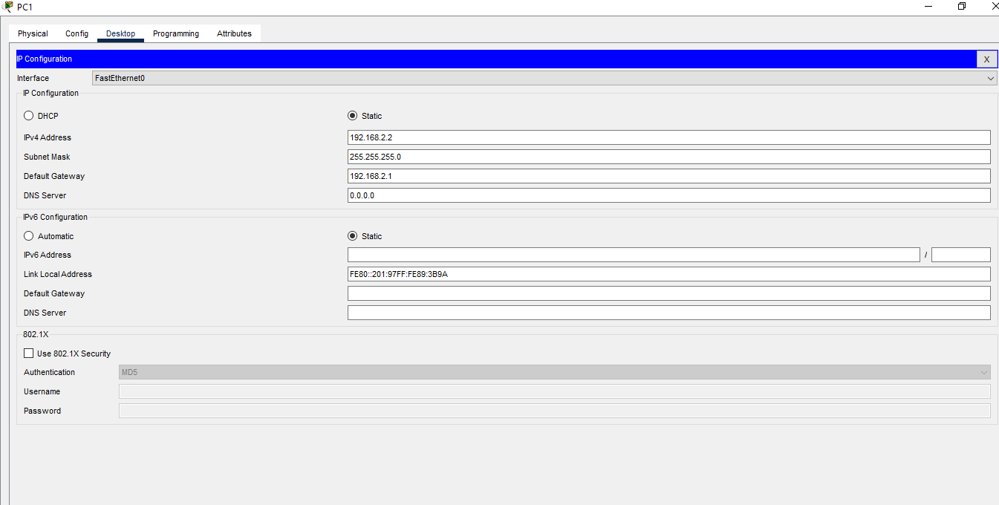 PC1
Physical Config Desktop Programming Attributes
IP Configuration X
Interface FastEthernet0
IP Configuration
DHCP Static
IPv4 Address 192.168.2.2
Subnet Mask 255.255.255.0
Default Gateway 192.168.2.1
DNS Server 0.0.0.0
IPv6 Configuration
Automatic Static
IPv6 Address /
Link Local Address FE80::201:97FF:FE89:3B9A
Default Gateway
DNS Server
802.1X
Use 802.1X Security
Authentication MD5
Username
Password